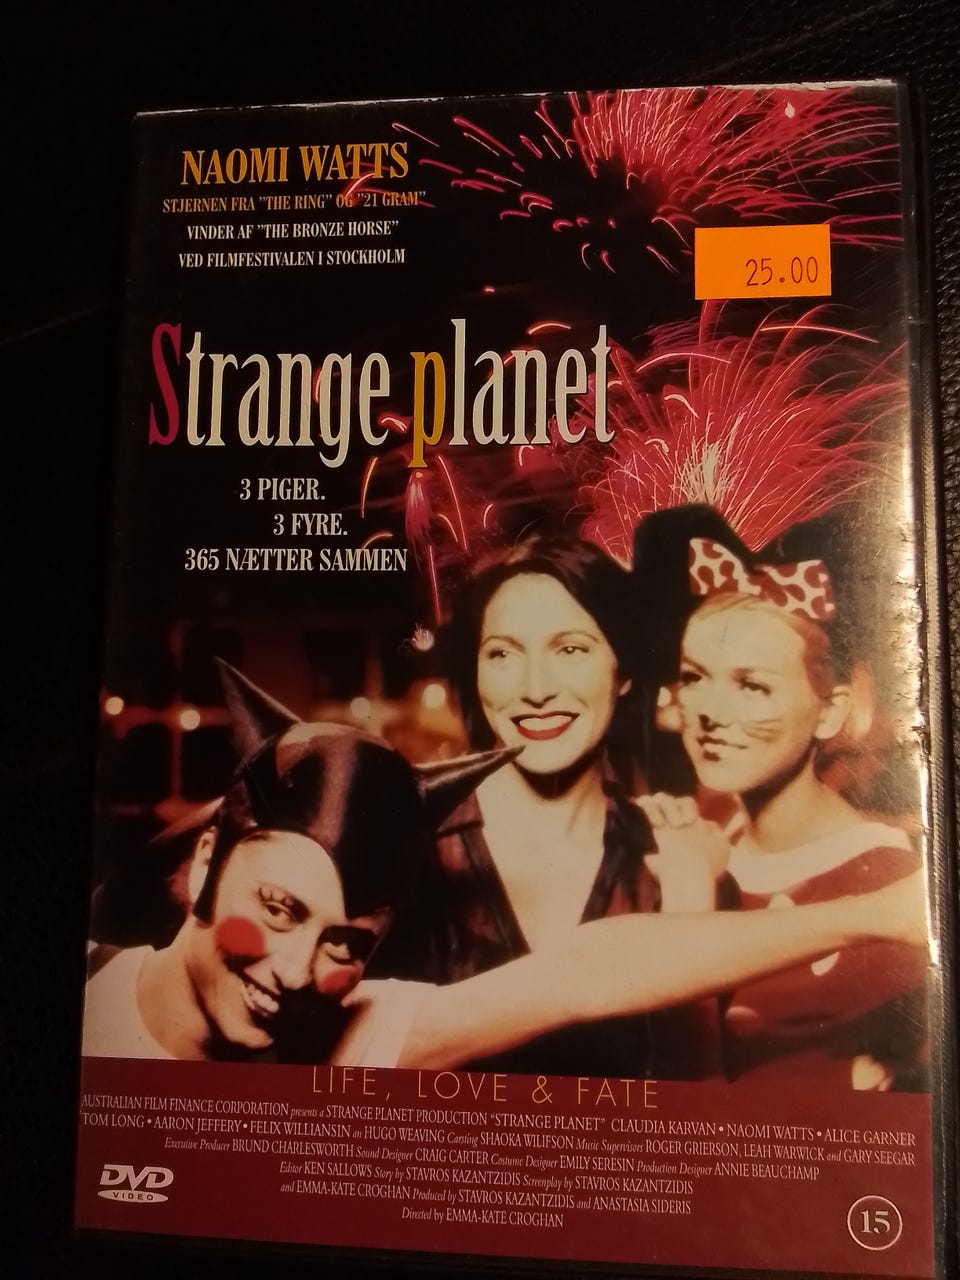 NAOMI WATTS
STJERNEN FRA "THE RING" OG "21 GRAM"
VINDER AF "THE BRONZE HORSE"
VED FILMFESTIVALEN I STOCKHOLM
25.00
Strange planet
3 PIGER.
3 FYRE.
365 NÆTTER SAMMEN
LIFE, LOVE & FATE
AUSTRALIAN FILM FINANCE CORPORATION presents a STRANGE PLANET PRODUCTION "STRANGE PLANET" CLAUDIA KARVAN • NAOMI WATTS • ALICE GARNER
TOM LONG • AARON JEFFERY • FELIX WILLIANSIN an HUGO WEAVING Casting SHAOKA WILIFSON Music Supervisors ROGER GRIERSON, LEAH WARWICK and GARY SEEGAR
Executive Producer BRUND CHARLESWORTH Sound Designer CRAIG CARTER Costume Designer EMILY SERESIN Production Designer ANNIE BEAUCHAMP
Editor KEN SALLOWS Story by STAVROS KAZANTZIDIS Screenplay by STAVROS KAZANTZIDIS
and EMMA-KATE CROGHAN Produced by STAVROS KAZANTZIDIS and ANASTASIA SIDERIS
Directed by EMMA-KATE CROGHAN
DVD
VIDEO
15